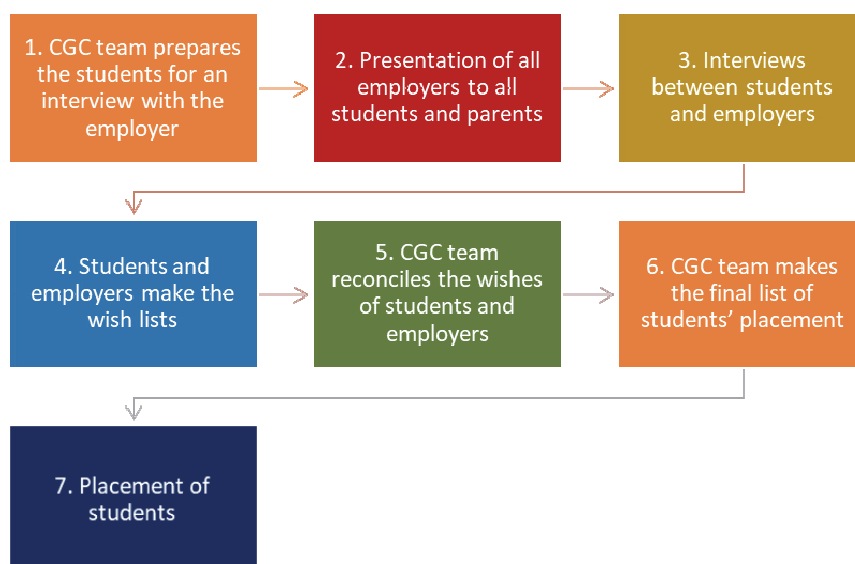 1. CGC team prepares
the students for an
interview with the
employer
2. Presentation of all
employers to all
students and parents
3. Interviews
between students
and employers
4. Students and
employers make the
wish lists
5. CGC team
reconciles the wishes
of students and
employers
6. CGC team makes
the final list of
students’ placement
7. Placement of
students